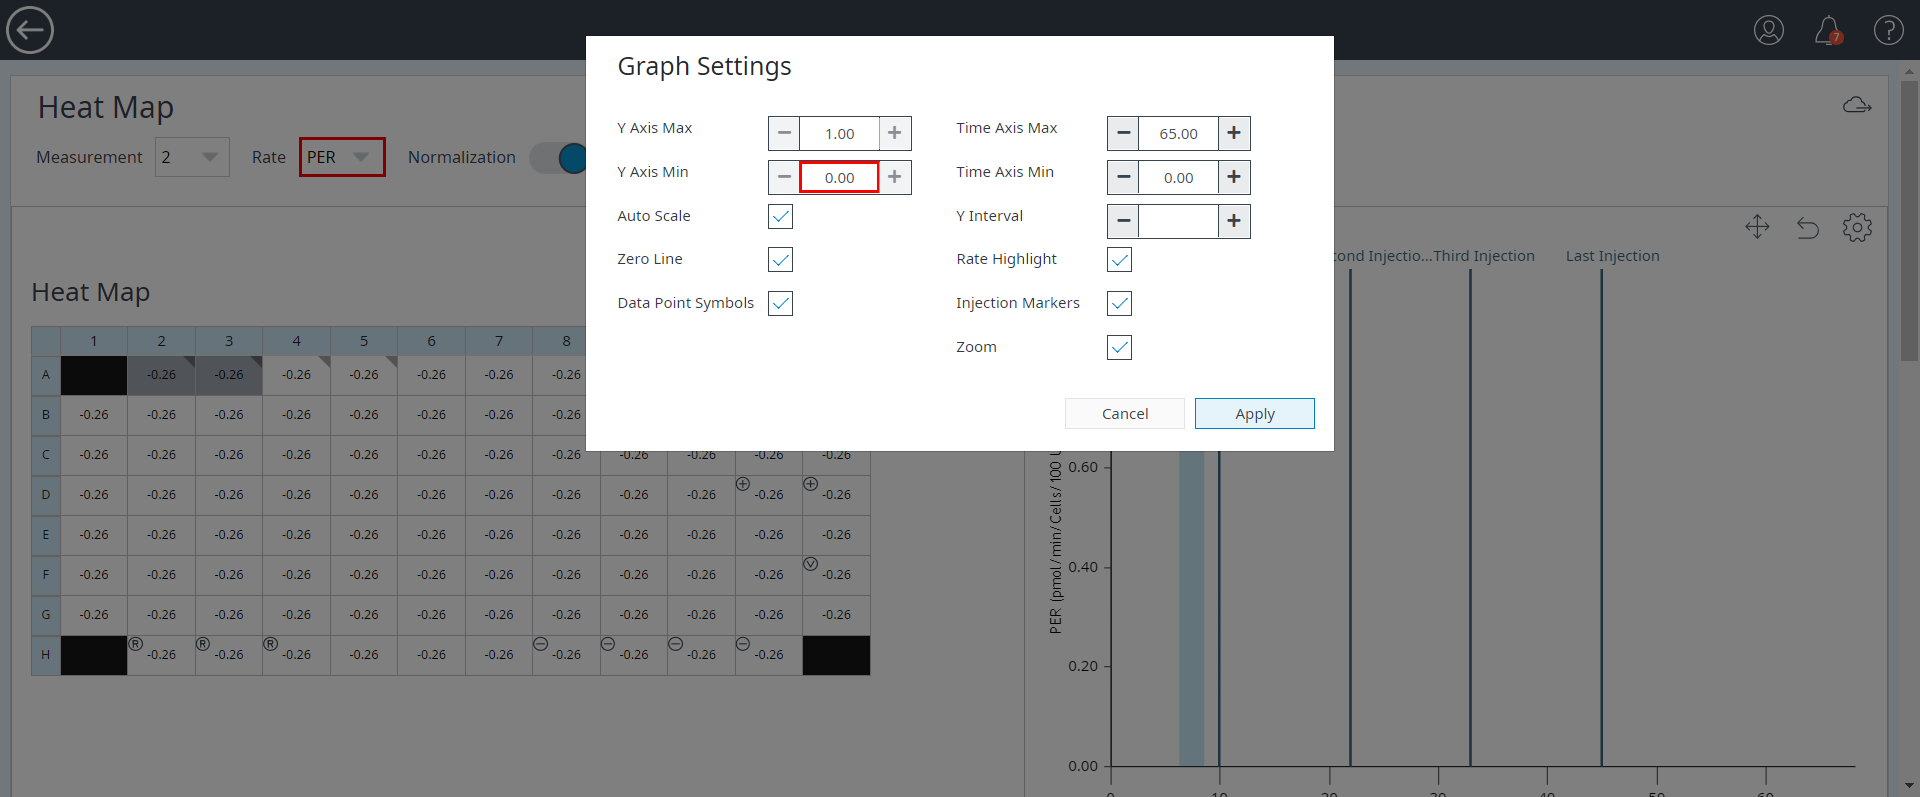 7
Heat Map
Measurement 2 Rate PER Normalization
Graph Settings
Y Axis Max 1.00 Time Axis Max 65.00
Y Axis Min 0.00 Time Axis Min 0.00
Auto Scale Y Interval
Zero Line Rate Highlight
Data Point Symbols Injection Markers
Zoom
Cancel Apply
Heat Map
1 2 3 4 5 6 7 8
A -0.26 -0.26 -0.26 -0.26 -0.26 -0.26 -0.26
B -0.26 -0.26 -0.26 -0.26 -0.26 -0.26 -0.26 -0.26
C -0.26 -0.26 -0.26 -0.26 -0.26 -0.26 -0.26 -0.26 -0.26 -0.26 -0.26 -0.26
D -0.26 -0.26 -0.26 -0.26 -0.26 -0.26 -0.26 -0.26 -0.26 -0.26 -0.26 -0.26
E -0.26 -0.26 -0.26 -0.26 -0.26 -0.26 -0.26 -0.26 -0.26 -0.26 -0.26 -0.26
F -0.26 -0.26 -0.26 -0.26 -0.26 -0.26 -0.26 -0.26 -0.26 -0.26 -0.26 -0.26
G -0.26 -0.26 -0.26 -0.26 -0.26 -0.26 -0.26 -0.26 -0.26 -0.26 -0.26 -0.26
H R -0.26 R -0.26 R -0.26 -0.26 -0.26 -0.26 -0.26 -0.26 -0.26 -0.26
ond Injectio... Third Injection Last Injection
PER (pmol/min/Cells/100
0.60
0.40
0.20
0.00
0 10 20 30 40 50 60